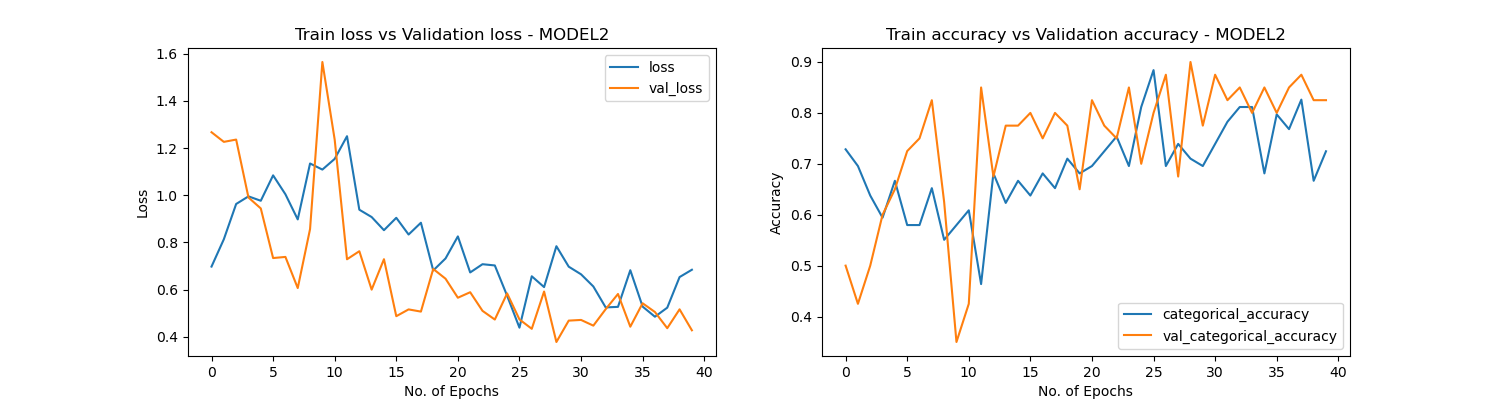 Train loss vs Validation loss - MODEL2
1.6
1.4
1.2
1.0
0.8
0.6
0.4
Loss
loss
val_loss
0 5 10 15 20 25 30 35 40
No. of Epochs
Train accuracy vs Validation accuracy - MODEL2
0.9
0.8
0.7
0.6
0.5
0.4
Accuracy
categorical_accuracy
val_categorical_accuracy
0 5 10 15 20 25 30 35 40
No. of Epochs